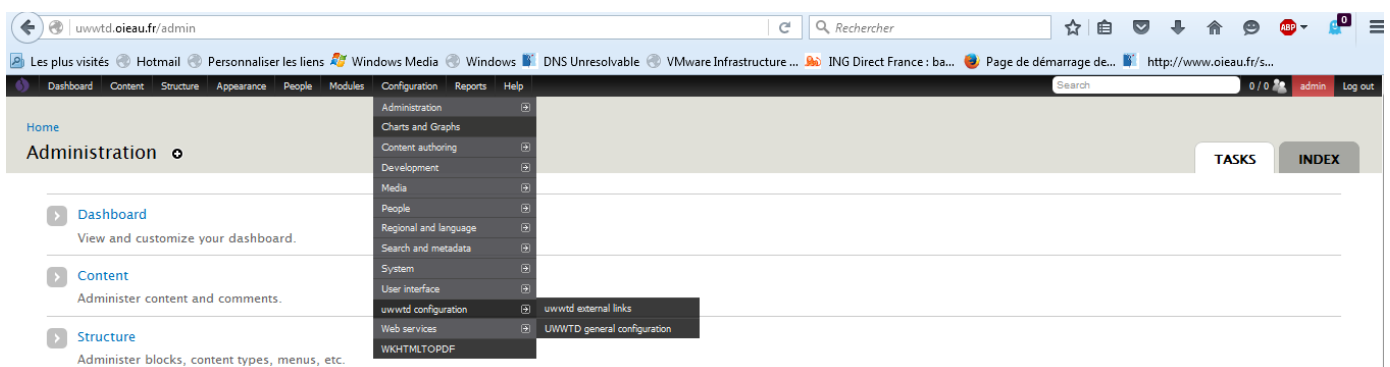 uwwtd.oieau.fr/admin
Rechercher
ABP
0
Les plus visités Hotmail Personnaliser les liens Windows Media Windows DNS Unresolvable VMware Infrastructure ... ING Direct France : ba... Page de démarrage de... http://www.oieau.fr/s...
Dashboard Content Structure Appearance People Modules Configuration Reports Help Search 0 / 0 admin Log out
Administration
Charts and Graphs
Content authoring
Development
Media
People
Regional and language
Search and metadata
System
User interface
uwwtd configuration
Web services
WKHTMLTOPDF
uwwtd external links
UWWTD general configuration
Home
Administration
TASKS INDEX
Dashboard
View and customize your dashboard.
Content
Administer content and comments.
Structure
Administer blocks, content types, menus, etc.